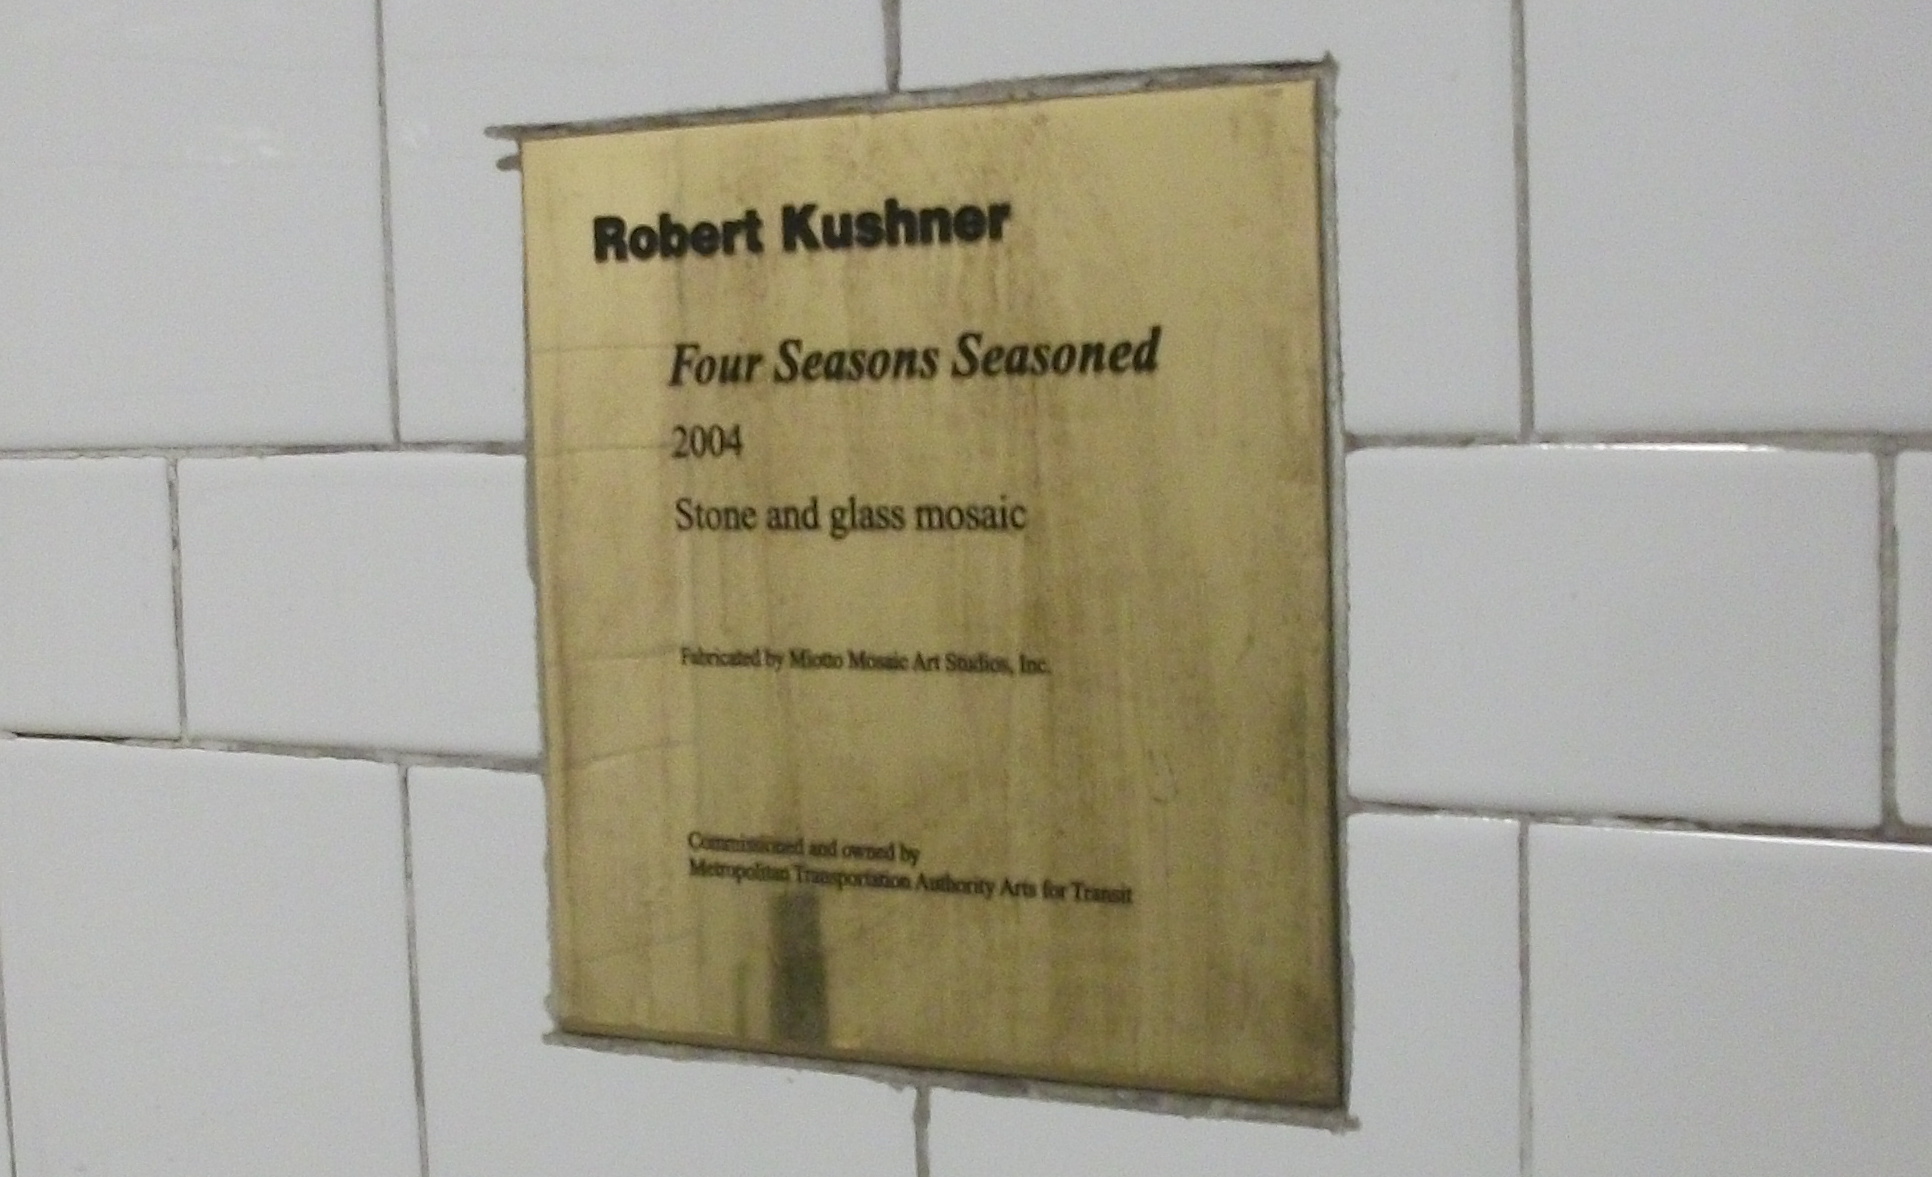 Robert Kushner
Four Seasons Seasoned
2004
Stone and glass mosaic
Fabricated by Miotto Mosaic Art Studios, Inc.
Commissioned and owned by
Metropolitan Transportation Authority Arts for Transit